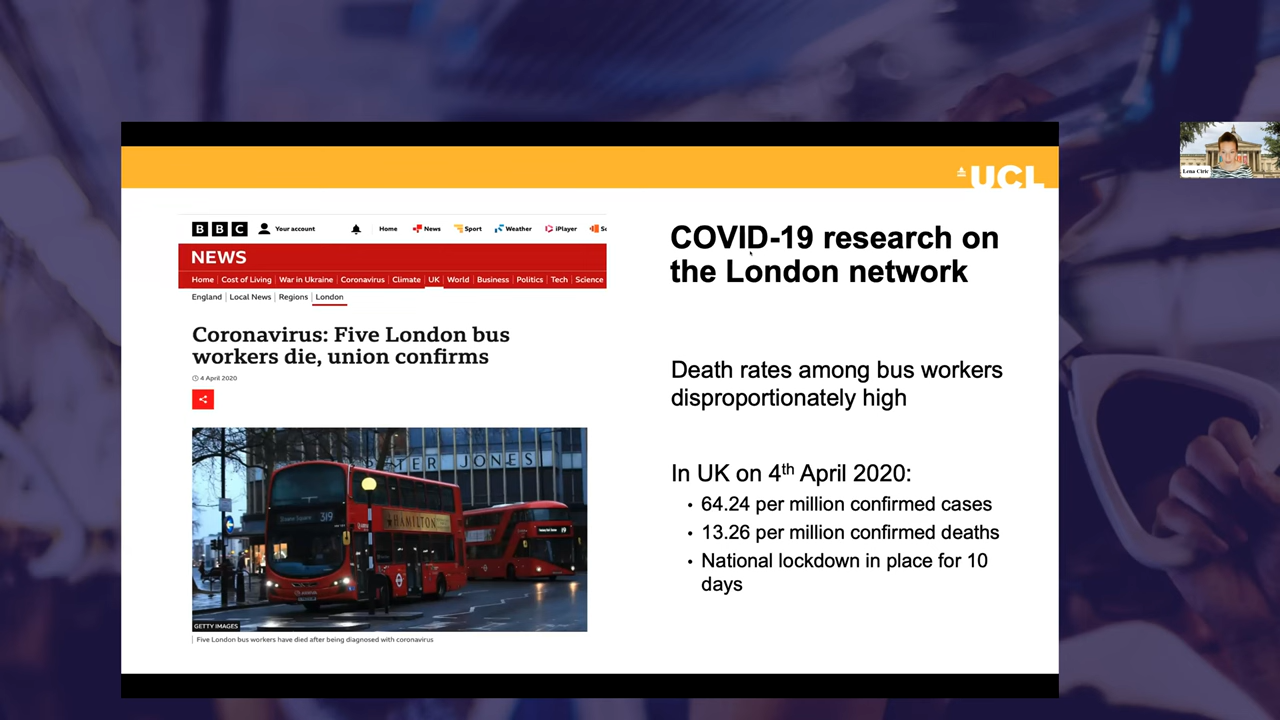 UCL
BBC Your account Home News Sport Weather iPlayer
NEWS
Home Cost of Living War in Ukraine Coronavirus Climate UK World Business Politics Tech Science
England Local News Regions London
Coronavirus: Five London bus
workers die, union confirms
4 April 2020
JONES
319
HAMILTON
19
GETTY IMAGES
Five London bus workers have died after being diagnosed with coronavirus
COVID-19 research on
the London network
Death rates among bus workers
disproportionately high
In UK on 4th April 2020:
• 64.24 per million confirmed cases
• 13.26 per million confirmed deaths
• National lockdown in place for 10
days
Lena Ciric